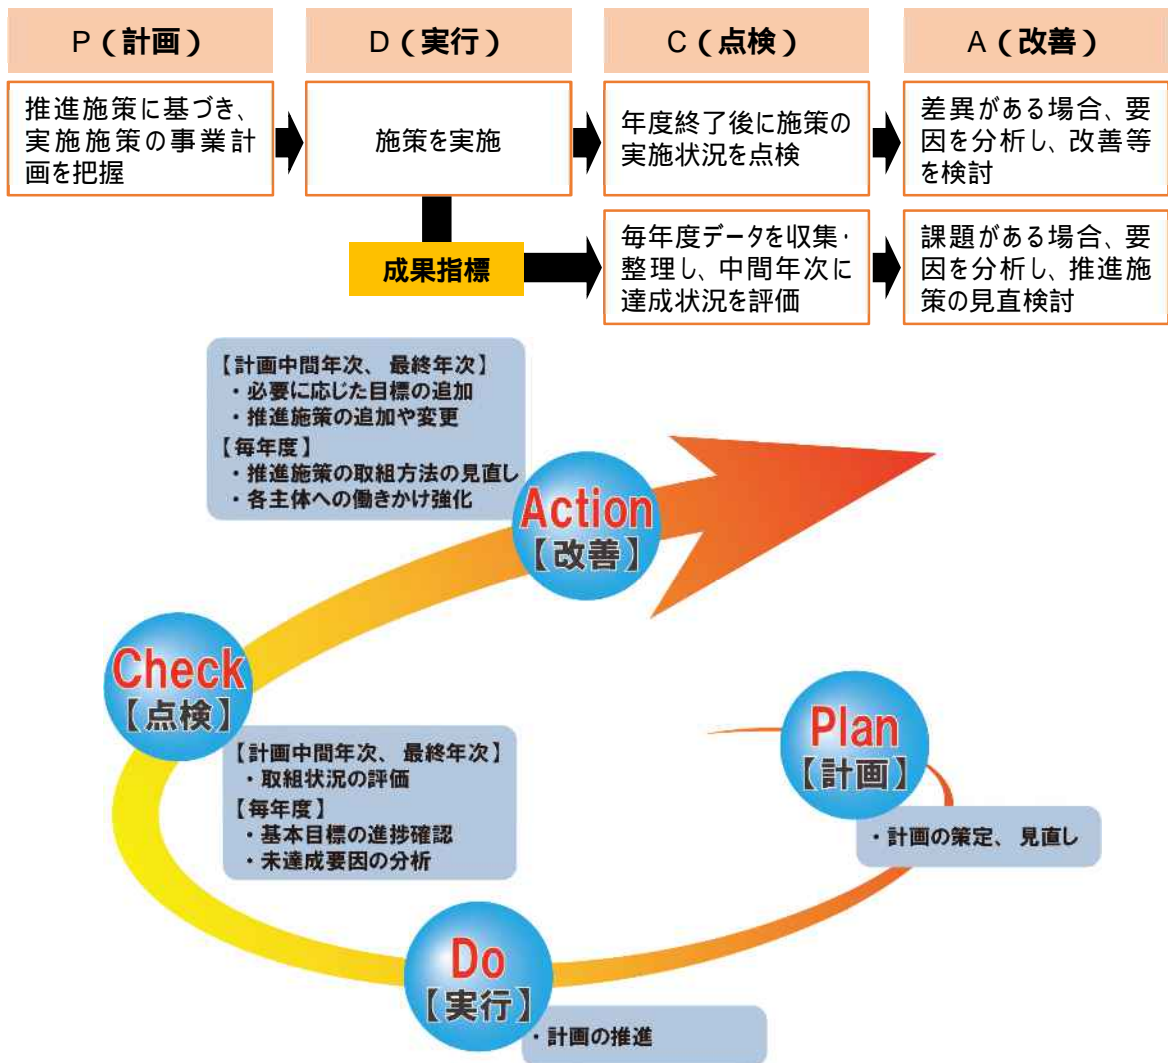 P(計画)
D(実行)
C(点検)
A(改善)
推進施策に基づき、
実施施策の事業計
画を把握
施策を実施
年度終了後に施策の
実施状況を点検
差異がある場合、要
因を分析し、改善等
を検討
成果指標
毎年度データを収集・
整理し、中間年次に
達成状況を評価
課題がある場合、要
因を分析し、推進施
策の見直検討
【計画中間年次、最終年次】
・必要に応じた目標の追加
・推進施策の追加や変更
【毎年度】
・推進施策の取組方法の見直し
・各主体への働きかけ強化
Action
【改善】
Check
【点検】
【計画中間年次、最終年次】
・取組状況の評価
【毎年度】
・基本目標の進捗確認
・未達成要因の分析
Plan
【計画】
・計画の策定、見直し
Do
【実行】
・計画の推進